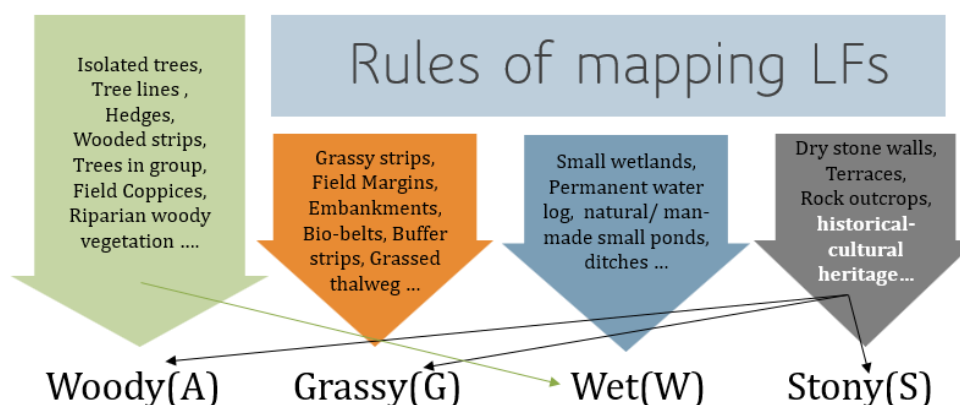 Rules of mapping LFs
Isolated trees,
Tree lines ,
Hedges,
Wooded strips,
Trees in group,
Field Coppices,
Riparian woody
vegetation ....
Grassy strips,
Field Margins,
Embankments,
Bio-belts, Buffer
strips, Grassed
thalweg ...
Small wetlands,
Permanent water
log,  natural/ man-
made small ponds,
ditches ...
Dry stone walls,
Terraces,
Rock outcrops,
historical-
cultural
heritage...
Woody(A)
Grassy(G)
Wet(W)
Stony(S)